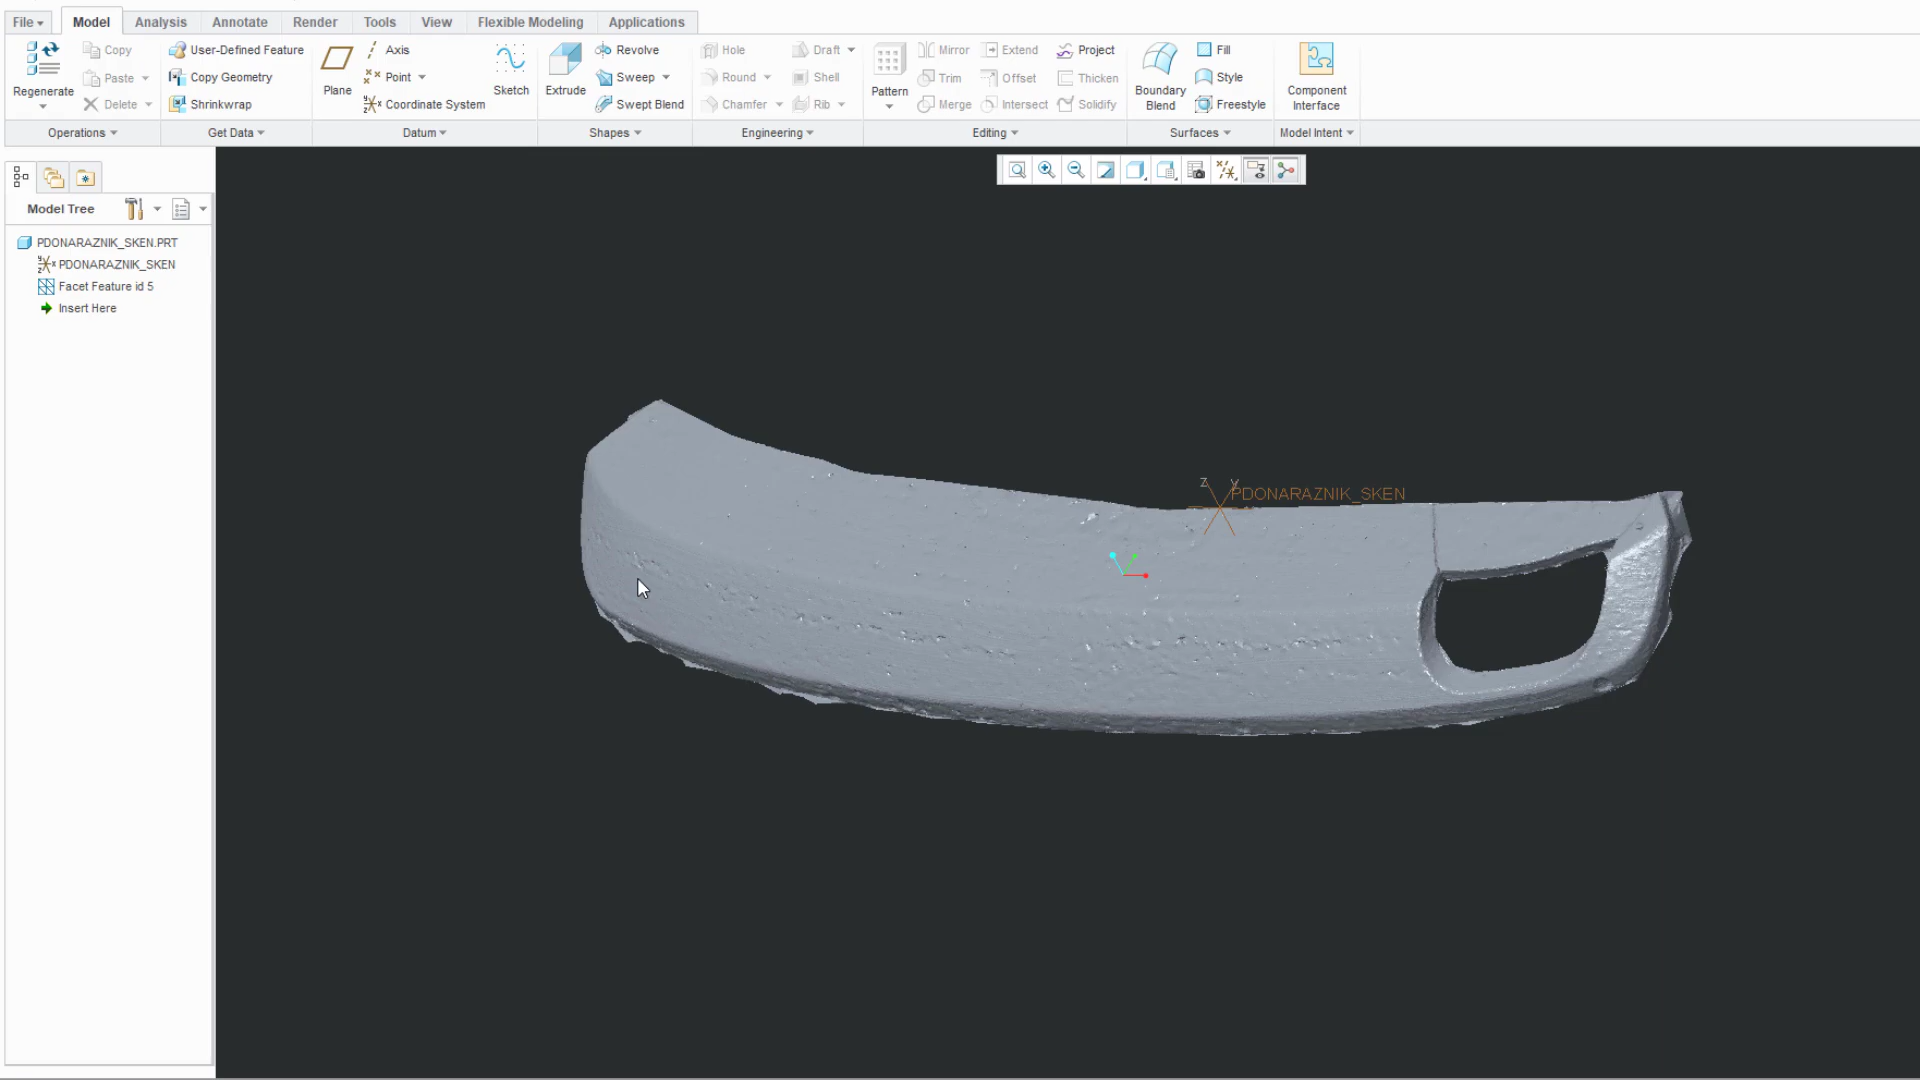 File
Model
Analysis
Annotate
Render
Tools
View
Flexible Modeling
Applications
Regenerate
Copy
Paste
Delete
User-Defined Feature
Copy Geometry
Shrinkwrap
Plane
Axis
Point
Coordinate System
Sketch
Extrude
Revolve
Sweep
Swept Blend
Hole
Round
Chamfer
Draft
Shell
Rib
Pattern
Mirror
Trim
Merge
Extend
Offset
Intersect
Project
Thicken
Solidify
Boundary
Blend
Fill
Style
Freestyle
Component
Interface
Operations
Get Data
Datum
Shapes
Engineering
Editing
Surfaces
Model Intent
Model Tree
PDONARAZNIK_SKEN.PRT
PDONARAZNIK_SKEN
Facet Feature id 5
Insert Here
Z
Y
PDONARAZNIK_SKEN